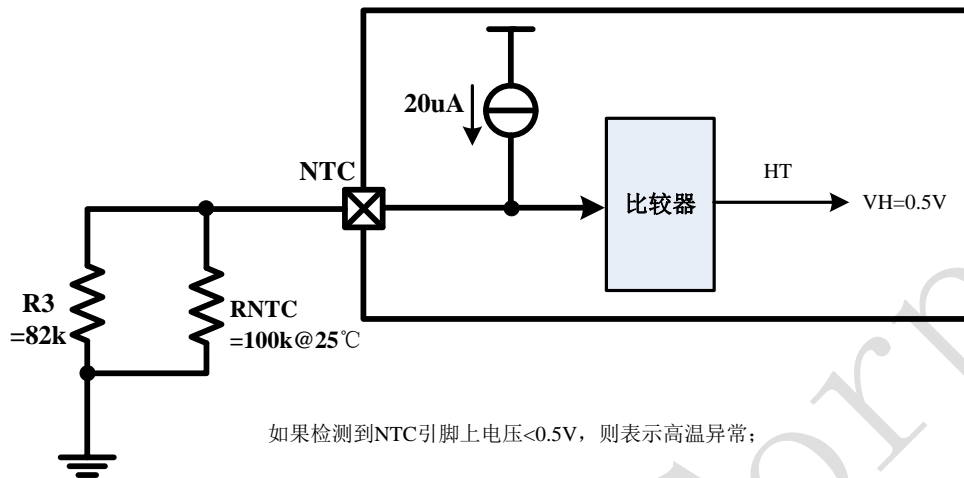 20uA
NTC
HT
比较器
VH=0.5V
R3
=82k
RNTC
=100k@25℃
如果检测到NTC引脚上电压<0.5V，则表示高温异常；